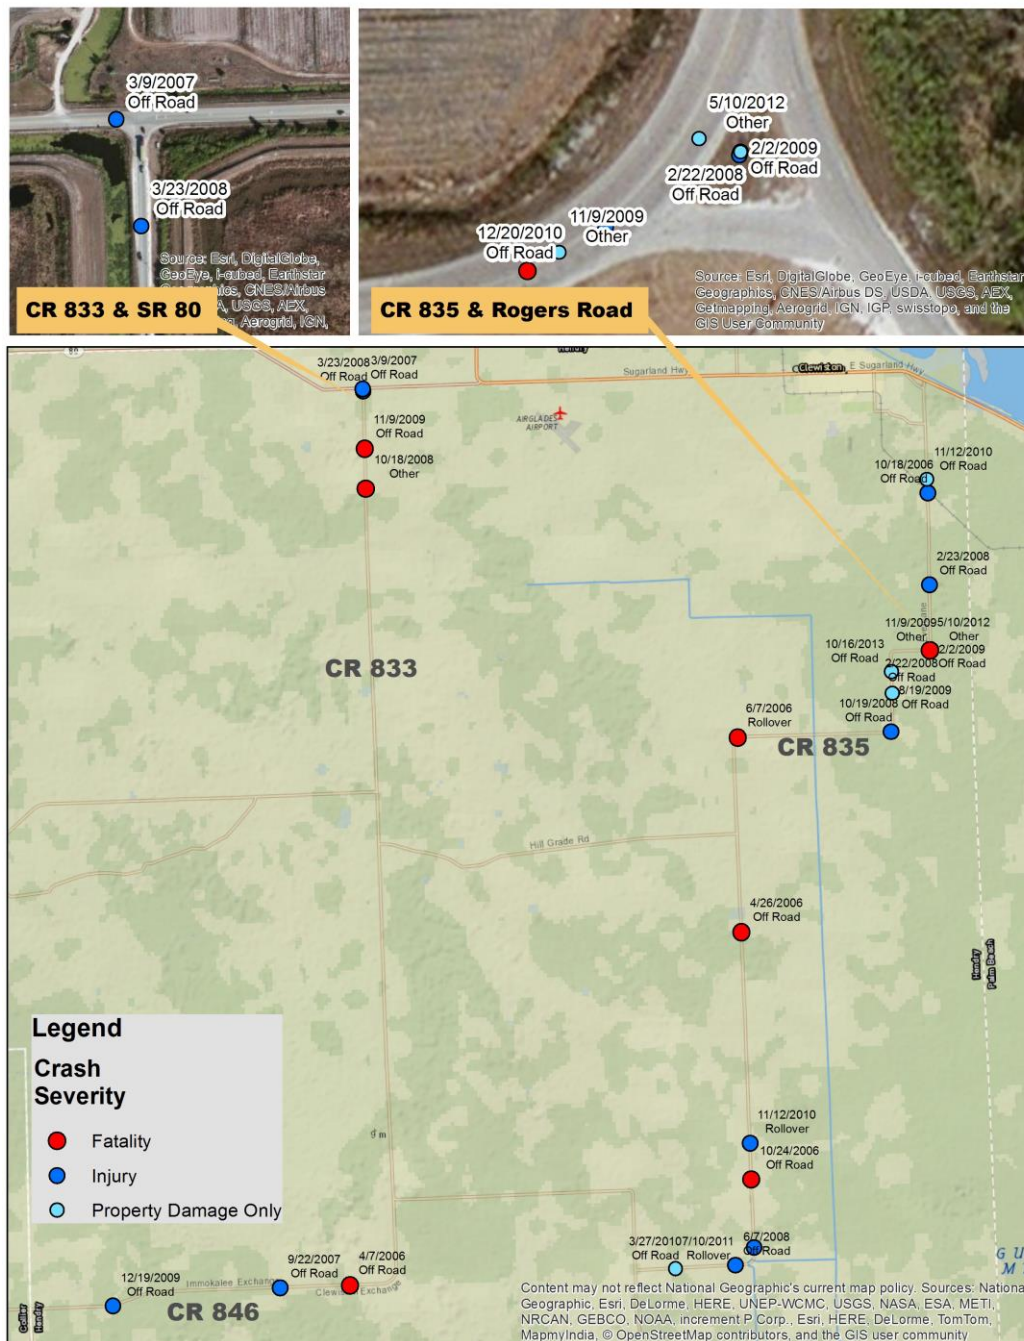 3/9/2007
Off Road
3/23/2008
Off Road
Source: Esri, DigitalGlobe,
GeoEye, i-cubed, Earthstar
CNES/Airbus
USGS, AEX,
Aerogrid, IGN,
CR 833 & SR 80
5/10/2012
Other
2/2/2009
Off Road
2/22/2008
Off Road
11/9/2009
Other
12/20/2010
Off Road
Source: Esri, DigitalGlobe, GeoEye, i-cubed, Earthstar
Geographics, CNES/Airbus DS, USDA, USGS, AEX,
Getmapping, Aerogrid, IGN, IGP, swisstopo, and the
GIS User Community
CR 835 & Rogers Road
80
3/23/2008
Off Road
3/9/2007
Off Road
Sugarland Hwy
Clewiston
E Sugarland Hwy
11/9/2009
Off Road
AIRGLADES
AIRPORT
10/18/2008
Other
11/12/2010
Off Road
10/18/2006
Off Road
2/23/2008
Off Road
11/9/2009
Other
5/10/2012
Other
10/16/2013
Off Road
2/2/2009
Off Road
2/22/2008
Off Road
8/19/2009
Off Road
10/19/2008
Off Road
CR 833
6/7/2006
Rollover
CR 835
Hill Grade Rd
4/26/2006
Off Road
Hendry
Palm Beach
Legend
Crash
Severity
Fatality
Injury
Property Damage Only
11/12/2010
Rollover
10/24/2006
Off Road
6/7/2008
Off Road
3/27/2010
Off Road
7/10/2011
Rollover
4/7/2006
Off Road
9/22/2007
Off Road
12/19/2009
Off Road
Immokalee Exchange
Clewiston Exchange
CR 846
Collier
Hendry
Content may not reflect National Geographic's current map policy. Sources: National
Geographic, Esri, DeLorme, HERE, UNEP-WCMC, USGS, NASA, ESA, METI,
NRCAN, GEBCO, NOAA, increment P Corp., Esri, HERE, DeLorme, TomTom,
MapmyIndia, © OpenStreetMap contributors, and the GIS user community